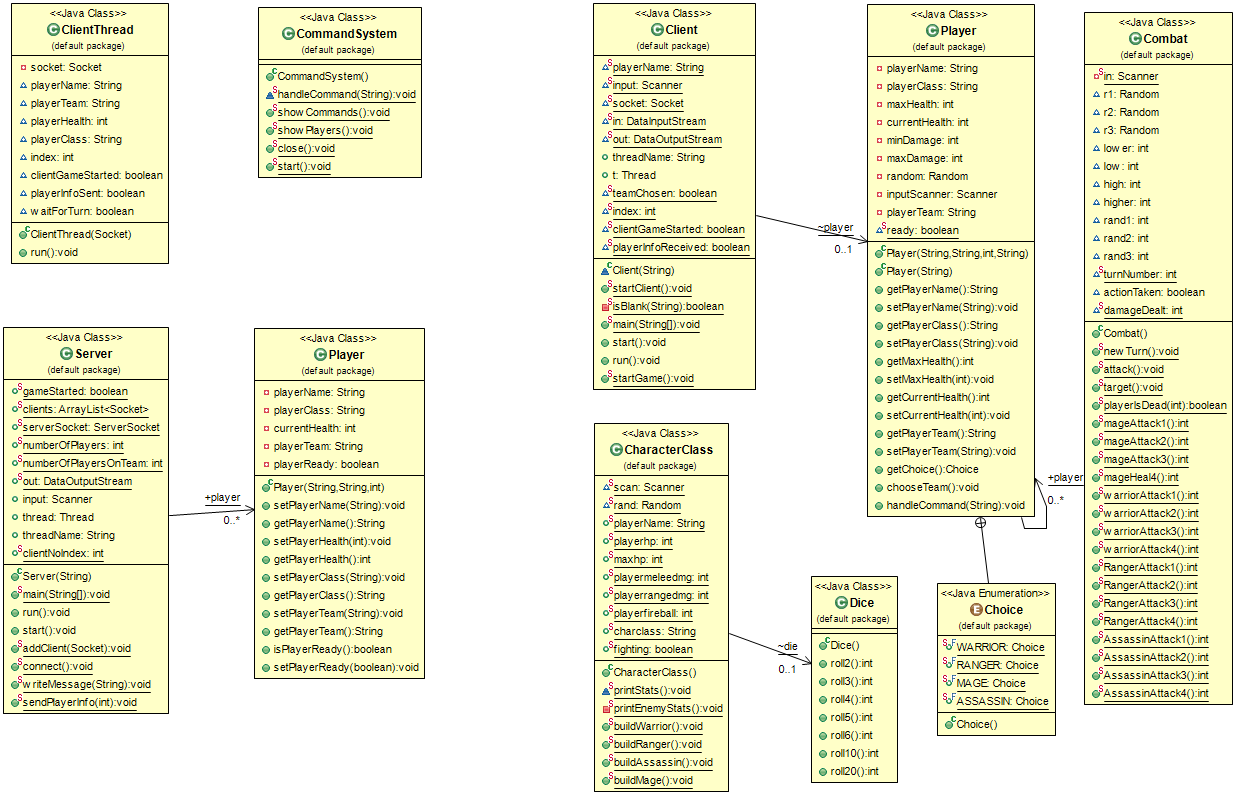 <<Java Class>>
ClientThread
(default package)
socket: Socket
playerName: String
playerTeam: String
playerHealth: int
playerClass: String
index: int
clientGameStarted: boolean
playerInfoSent: boolean
waitForTurn: boolean
ClientThread(Socket)
run():void
<<Java Class>>
CommandSystem
(default package)
CommandSystem()
handleCommand(String):void
showCommands():void
showPlayers():void
close():void
start():void
<<Java Class>>
Server
(default package)
gameStarted: boolean
clients: ArrayList<Socket>
serverSocket: ServerSocket
numberOfPlayers: int
numberOfPlayersOnTeam: int
out: DataOutputStream
input: Scanner
thread: Thread
threadName: String
clientNoIndex: int
Server(String)
main(String[]):void
run():void
start():void
addClient(Socket):void
connect():void
writeMessage(String):void
sendPlayerInfo(int):void
+player
0..*
<<Java Class>>
Player
(default package)
playerName: String
playerClass: String
currentHealth: int
playerTeam: String
playerReady: boolean
Player(String,String,int)
setPlayerName(String):void
getPlayerName():String
setPlayerHealth(int):void
getPlayerHealth():int
setPlayerClass(String):void
getPlayerClass():String
setPlayerTeam(String):void
getPlayerTeam():String
isPlayerReady():boolean
setPlayerReady(boolean):void
<<Java Class>>
Client
(default package)
playerName: String
input: Scanner
socket: Socket
in: DataInputStream
out: DataOutputStream
threadName: String
t: Thread
teamChosen: boolean
index: int
clientGameStarted: boolean
playerInfoReceived: boolean
Client(String)
startClient():void
isBlank(String):boolean
main(String[]):void
start():void
run():void
startGame():void
~player
0..1
<<Java Class>>
Player
(default package)
playerName: String
playerClass: String
maxHealth: int
currentHealth: int
minDamage: int
maxDamage: int
random: Random
inputScanner: Scanner
playerTeam: String
ready: boolean
Player(String,String,int,String)
Player(String)
getPlayerName():String
setPlayerName(String):void
getPlayerClass():String
setPlayerClass(String):void
getMaxHealth():int
setMaxHealth(int):void
getCurrentHealth():int
setCurrentHealth(int):void
getPlayerTeam():String
setPlayerTeam(String):void
getChoice():Choice
chooseTeam():void
handleCommand(String):void
+player
0..*
<<Java Class>>
Combat
(default package)
in: Scanner
r1: Random
r2: Random
r3: Random
lower: int
low: int
high: int
higher: int
rand1: int
rand2: int
rand3: int
turnNumber: int
actionTaken: boolean
damageDealt: int
Combat()
newTurn():void
attack():void
target():void
playerIsDead(int):boolean
mageAttack1():int
mageAttack2():int
mageAttack3():int
mageHeal4():int
warriorAttack1():int
warriorAttack2():int
warriorAttack3():int
warriorAttack4():int
RangerAttack1():int
RangerAttack2():int
RangerAttack3():int
RangerAttack4():int
AssassinAttack1():int
AssassinAttack2():int
AssassinAttack3():int
AssassinAttack4():int
<<Java Class>>
CharacterClass
(default package)
scan: Scanner
rand: Random
playerName: String
playerhp: int
maxhp: int
playermeleedmg: int
playerrangedmg: int
playerfireball: int
charclass: String
fighting: boolean
CharacterClass()
printStats():void
printEnemyStats():void
buildWarrior():void
buildRanger():void
buildAssassin():void
buildMage():void
~die
0..1
<<Java Class>>
Dice
(default package)
Dice()
roll2():int
roll3():int
roll4():int
roll5():int
roll6():int
roll10():int
roll20():int
<<Java Enumeration>>
Choice
(default package)
WARRIOR: Choice
RANGER: Choice
MAGE: Choice
ASSASSIN: Choice
Choice()